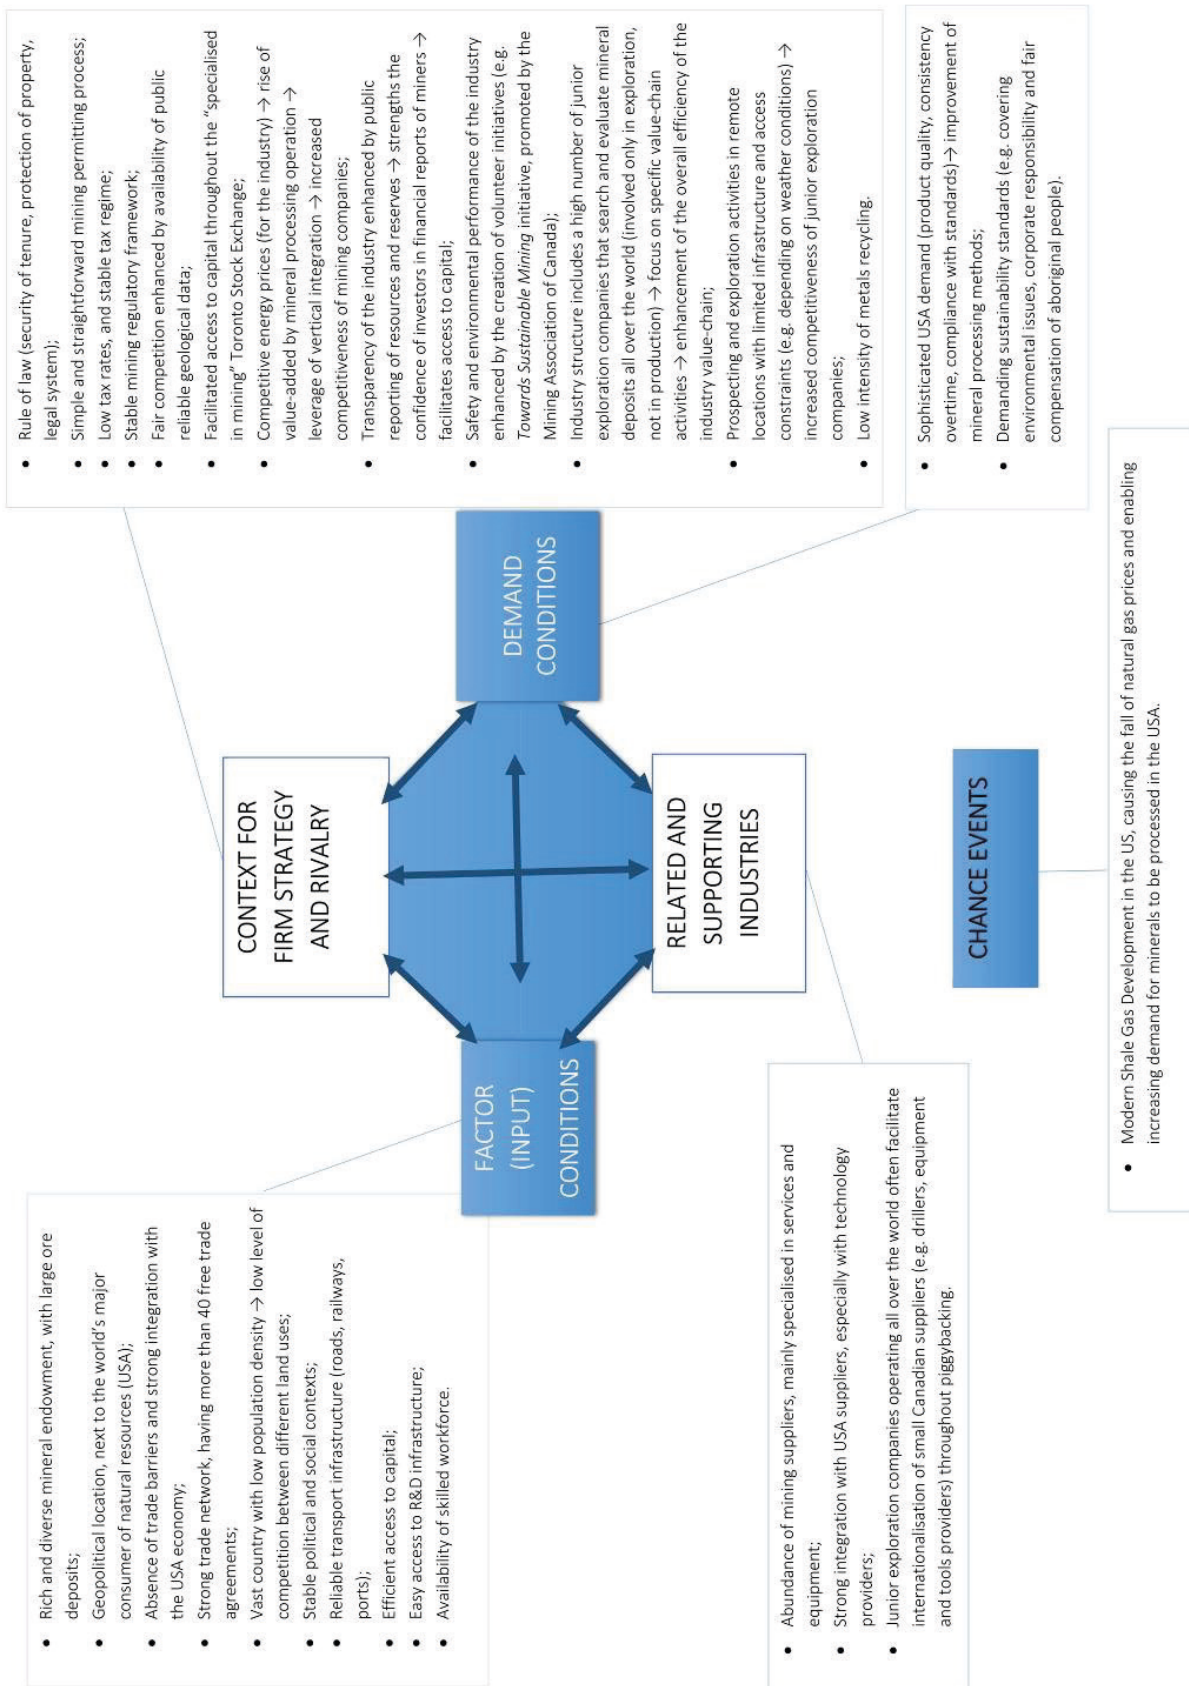 Rich and diverse mineral endowment, with large ore
deposits;
Geopolitical location, next to the world's major
consumer of natural resources (USA);
Absence of trade barriers and strong integration with
the USA economy;
Strong trade network, having more than 40 free trade
agreements;
Vast country with low population density → low level of
competition between different land uses;
Stable political and social contexts;
Reliable transport infrastructure (roads, railways,
ports);
Efficient access to capital;
Easy access to R&D infrastructure;
Availability of skilled workforce.
CONTEXT FOR
FIRM STRATEGY
AND RIVALRY
Rule of law (security of tenure, protection of property,
legal system);
Simple and straightforward mining permitting process;
Low tax rates, and stable tax regime;
Stable mining regulatory framework;
Fair competition enhanced by availability of public
reliable geological data;
Facilitated access to capital throughout the "specialised
in mining" Toronto Stock Exchange;
Competitive energy prices (for the industry) → rise of
value-added by mineral processing operation →
leverage of vertical integration → increased
competitiveness of mining companies;
Transparency of the industry enhanced by public
reporting of resources and reserves → strengths the
confidence of investors in financial reports of miners →
facilitates access to capital;
Safety and environmental performance of the industry
enhanced by the creation of volunteer initiatives (e.g.
Towards Sustainable Mining initiative, promoted by the
Mining Association of Canada);
Industry structure includes a high number of junior
exploration companies that search and evaluate mineral
deposits all over the world (involved only in exploration,
not in production) → focus on specific value-chain
activities → enhancement of the overall efficiency of the
industry value-chain;
Prospecting and exploration activities in remote
locations with limited infrastructure and access
constraints (e.g. depending on weather conditions) →
increased competitiveness of junior exploration
companies;
Low intensity of metals recycling.
FACTOR
(INPUT)
CONDITIONS
DEMAND
CONDITIONS
RELATED AND
SUPPORTING
INDUSTRIES
Abundance of mining suppliers, mainly specialised in services and
equipment;
Strong integration with USA suppliers, especially with technology
providers;
Junior exploration companies operating all over the world often facilitate
internationalisation of small Canadian suppliers (e.g. drillers, equipment
and tools providers) throughout piggybacking.
Sophisticated USA demand (product quality, consistency
overtime, compliance with standards)→ improvement of
mineral processing methods;
Demanding sustainability standards (e.g. covering
environmental issues, corporate responsibility and fair
compensation of aboriginal people).
CHANCE EVENTS
Modern Shale Gas Development in the US, causing the fall of natural gas prices and enabling
increasing demand for minerals to be processed in the USA.